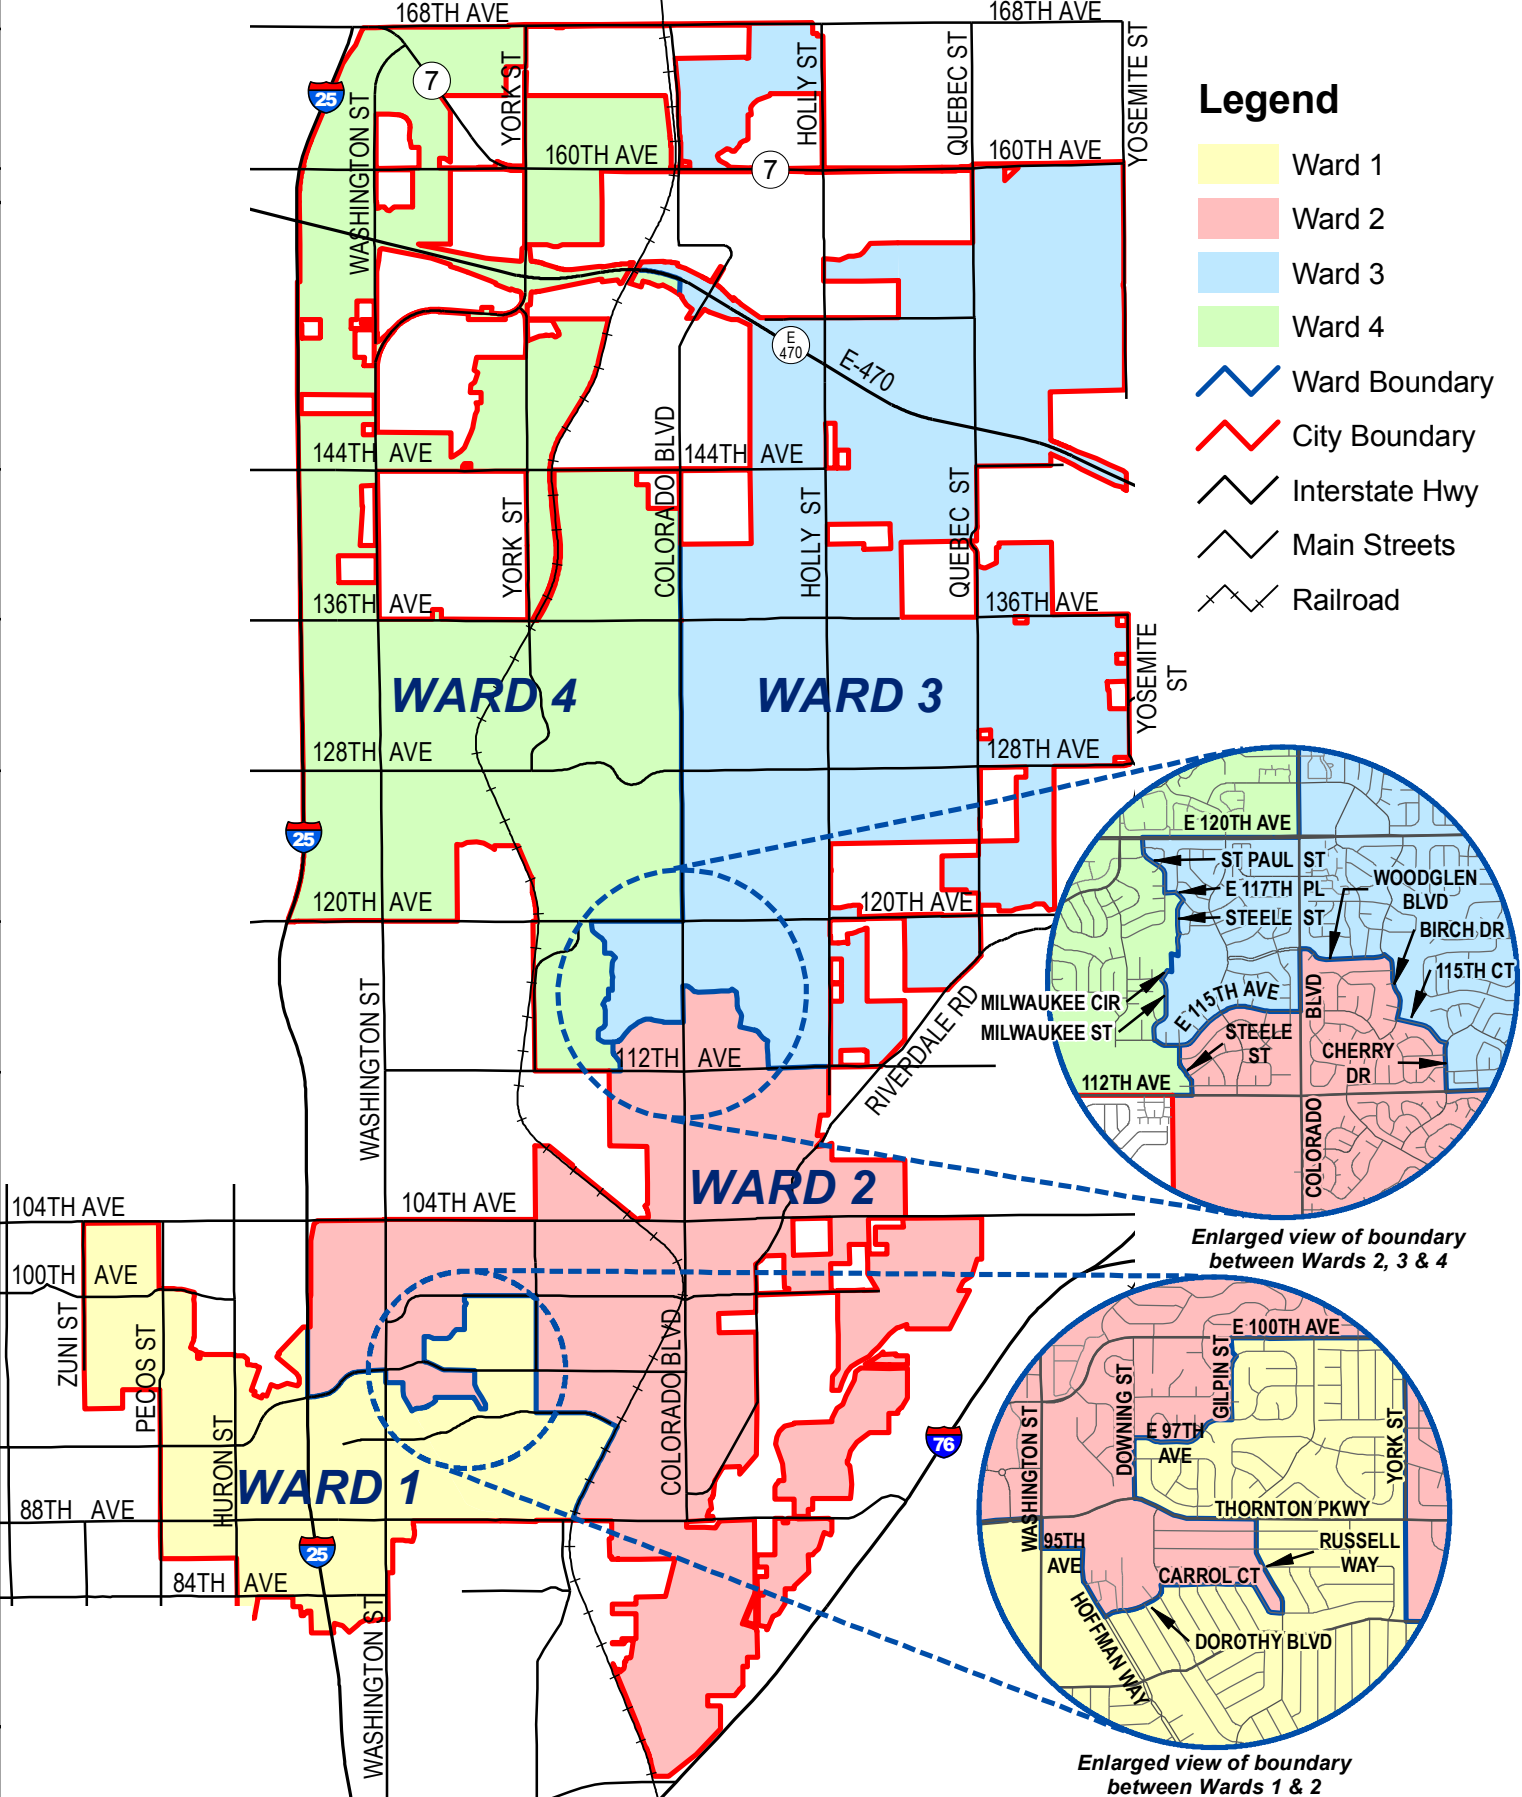 168TH AVE
168TH AVE
YOSEMITE ST
QUEBEC ST
HOLLY ST
YORK ST
WASHINGTON ST
25
7
160TH AVE
160TH AVE
7
Legend
Ward 1
Ward 2
Ward 3
Ward 4
Ward Boundary
City Boundary
Interstate Hwy
Main Streets
Railroad
E
470
E-470
144TH AVE
COLORADO BLVD
144TH AVE
YORK ST
HOLLY ST
QUEBEC ST
136TH AVE
136TH AVE
YOSEMITE
ST
WARD 4
WARD 3
128TH AVE
128TH AVE
25
120TH AVE
120TH AVE
WASHINGTON ST
112TH AVE
RIVERDALE RD
WARD 2
104TH AVE
104TH AVE
100TH AVE
ZUNI ST
PECOS ST
HURON ST
COLORADO BLVD
76
WARD 1
88TH AVE
25
84TH AVE
WASHINGTON ST
E 120TH AVE
ST PAUL ST
E 117TH PL
STEELE ST
WOODGLEN
BLVD
BIRCH DR
115TH CT
MILWAUKEE CIR
MILWAUKEE ST
E 115TH AVE
STEELE
ST
CHERRY
DR
112TH AVE
COLORADO BLVD
Enlarged view of boundary
between Wards 2, 3 & 4
E 100TH AVE
GILPIN ST
DOWNING ST
E 97TH
AVE
WASHINGTON ST
YORK ST
THORNTON PKWY
95TH
AVE
RUSSELL
WAY
CARROL CT
HOFFMAN WAY
DOROTHY BLVD
Enlarged view of boundary
between Wards 1 & 2